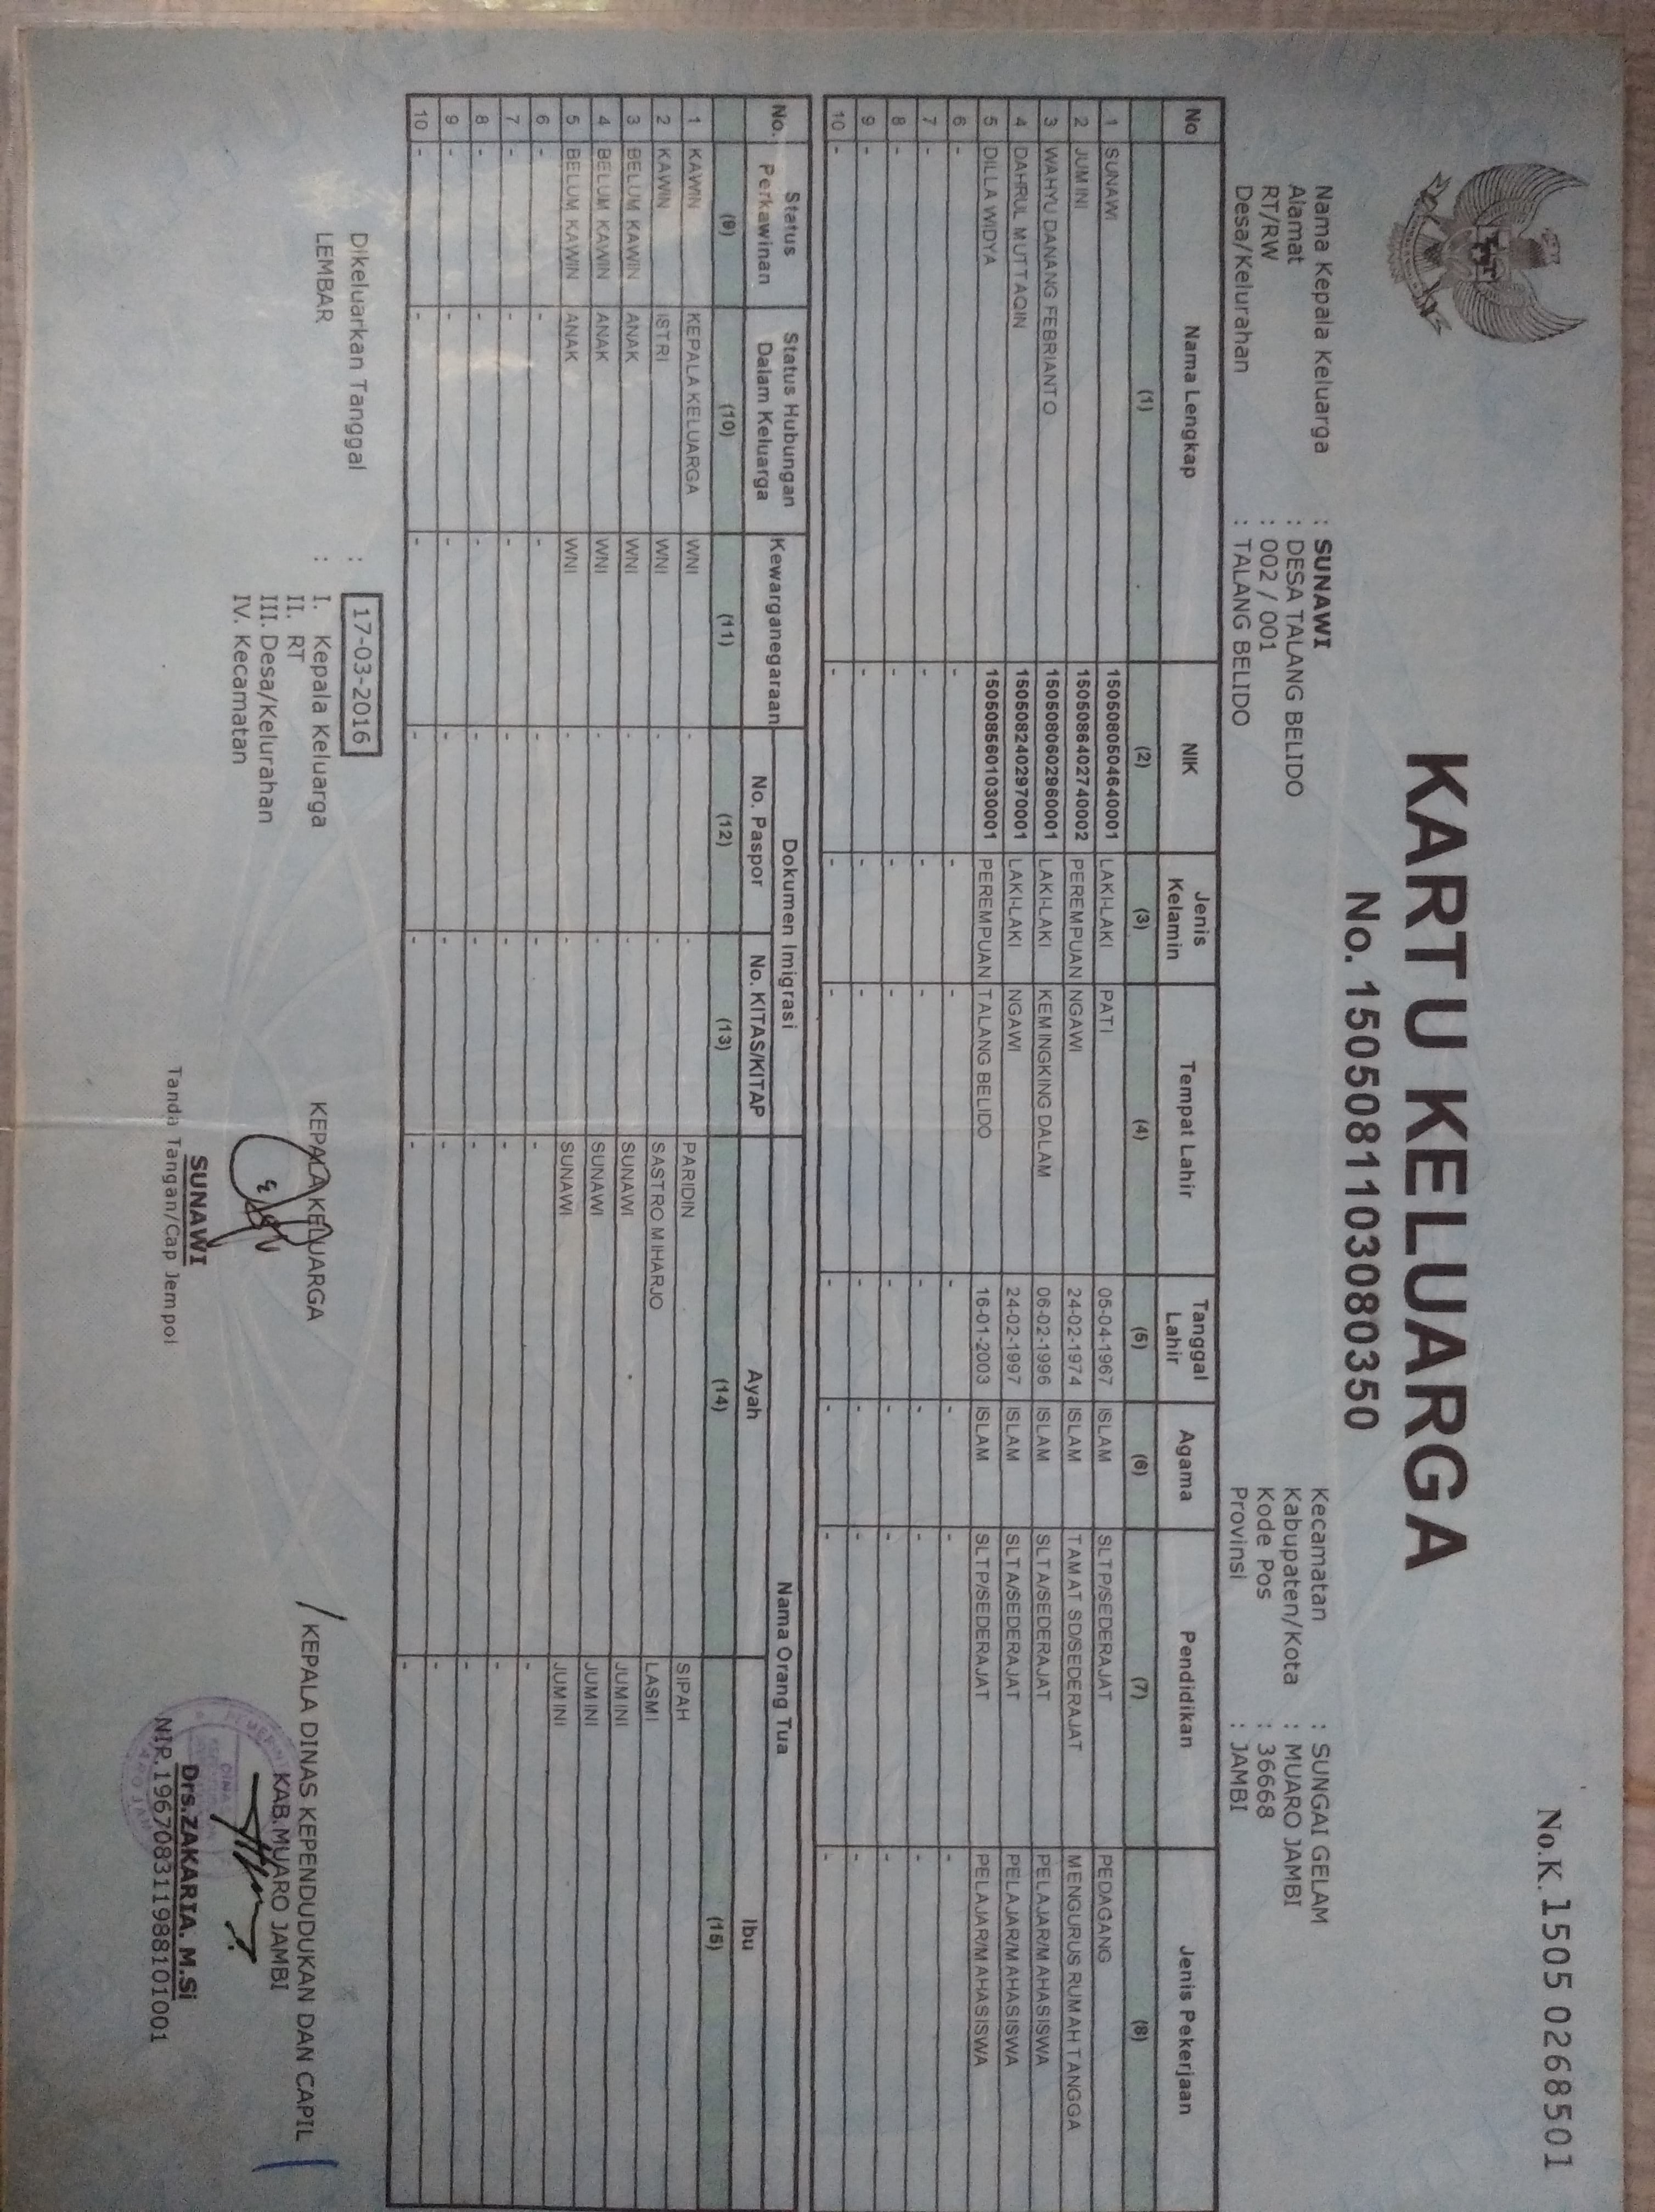 No.K. 1505 0268501
KARTU KELUARGA
No. 1505081103080350
Nama Kepala Keluarga : SUNAWI
Alamat : DESA TALANG BELIDO
RT/RW : 002 / 001
Desa/Kelurahan : TALANG BELIDO
Kecamatan : SUNGAI GELAM
Kabupaten/Kota : MUARO JAMBI
Kode Pos : 36668
Provinsi : JAMBI
No Nama Lengkap NIK Jenis Kelamin Tempat Lahir Tanggal Lahir Agama Pendidikan Jenis Pekerjaan
(1) (2) (3) (4) (5) (6) (7) (8)
1 SUNAWI 1505080504640001 LAKI-LAKI PATI 05-04-1967 ISLAM SLTP/SEDERAJAT PEDAGANG
2 JUMINI 1505086402740002 PEREMPUAN NGAWI 24-02-1974 ISLAM TAMAT SD/SEDERAJAT MENGURUS RUMAH TANGGA
3 WAHYU DANANG FEBRIANTO 1505080602960001 LAKI-LAKI KEMINGKING DALAM 06-02-1996 ISLAM SLTA/SEDERAJAT PELAJAR/MAHASISWA
4 DAHRUL MUTTAQIN 1505082402970001 LAKI-LAKI NGAWI 24-02-1997 ISLAM SLTA/SEDERAJAT PELAJAR/MAHASISWA
5 DILLA WIDYA 1505085601030001 PEREMPUAN TALANG BELIDO 16-01-2003 ISLAM SLTP/SEDERAJAT PELAJAR/MAHASISWA
6 - - - - - - - -
7 - - - - - - - -
8 - - - - - - - -
9 - - - - - - - -
10 - - - - - - - -
No. Status Perkawinan Status Hubungan Dalam Keluarga Kewarganegaraan Dokumen Imigrasi Nama Orang Tua
No. Paspor No. KITAS/KITAP Ayah Ibu
(9) (10) (11) (12) (13) (14) (15)
1 KAWIN KEPALA KELUARGA WNI - - PARIDIN SIPAH
2 KAWIN ISTRI WNI - - SASTRO MIHARJO LASMI
3 BELUM KAWIN ANAK WNI - - SUNAWI JUMINI
4 BELUM KAWIN ANAK WNI - - SUNAWI JUMINI
5 BELUM KAWIN ANAK WNI - - SUNAWI JUMINI
6 - - - - - - -
7 - - - - - - -
8 - - - - - - -
9 - - - - - - -
10 - - - - - - -
Dikeluarkan Tanggal : 17-03-2016
LEMBAR : I. Kepala Keluarga
II. RT
III. Desa/Kelurahan
IV. Kecamatan
KEPALA KELUARGA
SUNAWI
Tanda Tangan/Cap Jempol
KEPALA DINAS KEPENDUDUKAN DAN CAPIL
KAB.MUARO JAMBI
Drs.ZAKARIA. M.Si
NIP.196708311988101001